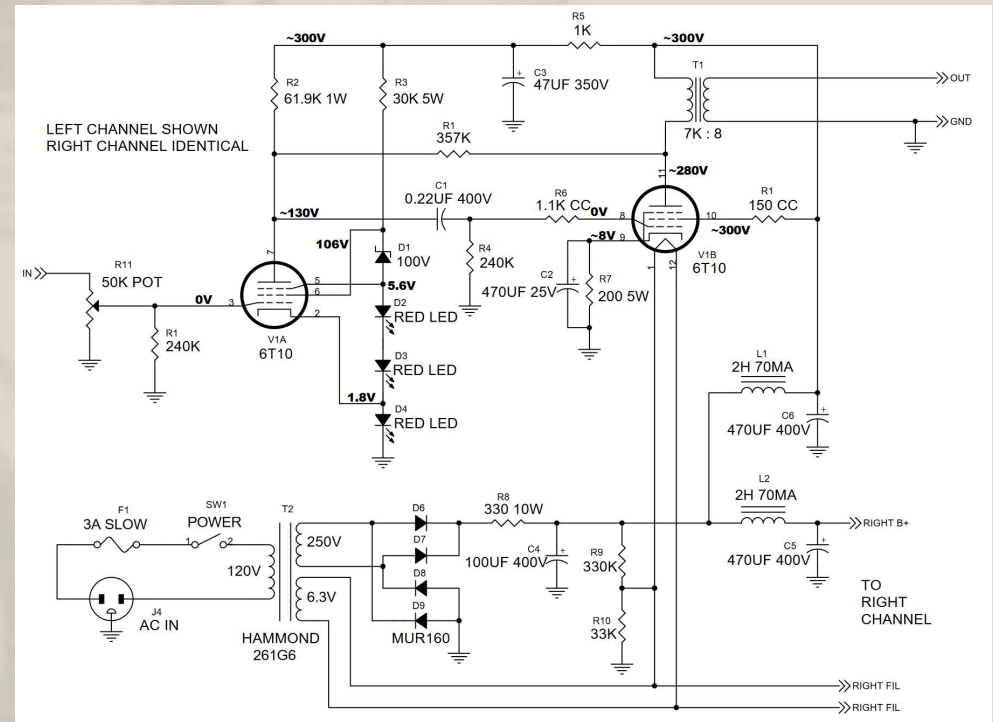 R5
1K
~300V
~300V
T1
R2
61.9K 1W
R3
30K 5W
C3
+
47UF 350V
OUT
GND
7K : 8
LEFT CHANNEL SHOWN
RIGHT CHANNEL IDENTICAL
R1
357K
~280V
11
C1
0.22UF 400V
R6
1.1K CC
0V
8
R1
150 CC
10
~300V
~130V
106V
7
D1
100V
R4
240K
~8V
9
V1B
6T10
1
12
C2
+
470UF 25V
R7
200 5W
IN
R11
50K POT
0V
3
5
6
2
5.6V
D2
RED LED
R1
240K
V1A
6T10
D3
RED LED
1.8V
D4
RED LED
L1
2H 70MA
C6
+
470UF 400V
L2
2H 70MA
F1
3A SLOW
SW1
POWER
1
2
T2
250V
120V
6.3V
D6
D7
D8
D9
MUR160
R8
330 10W
C4
+
100UF 400V
R9
330K
R10
33K
RIGHT B+
C5
+
470UF 400V
J4
AC IN
HAMMOND
261G6
TO
RIGHT
CHANNEL
RIGHT FIL
RIGHT FIL